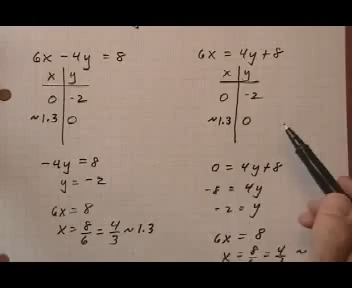 6x - 4y = 8
x | y
0 | -2
~1.3 | 0
-4y = 8
y = -2
6x = 8
x = 8/6 = 4/3 ~ 1.3
6x = 4y + 8
x | y
0 | -2
~1.3 | 0
0 = 4y + 8
-8 = 4y
-2 = y
6x = 8
x = 8/6 = 4/3 ~